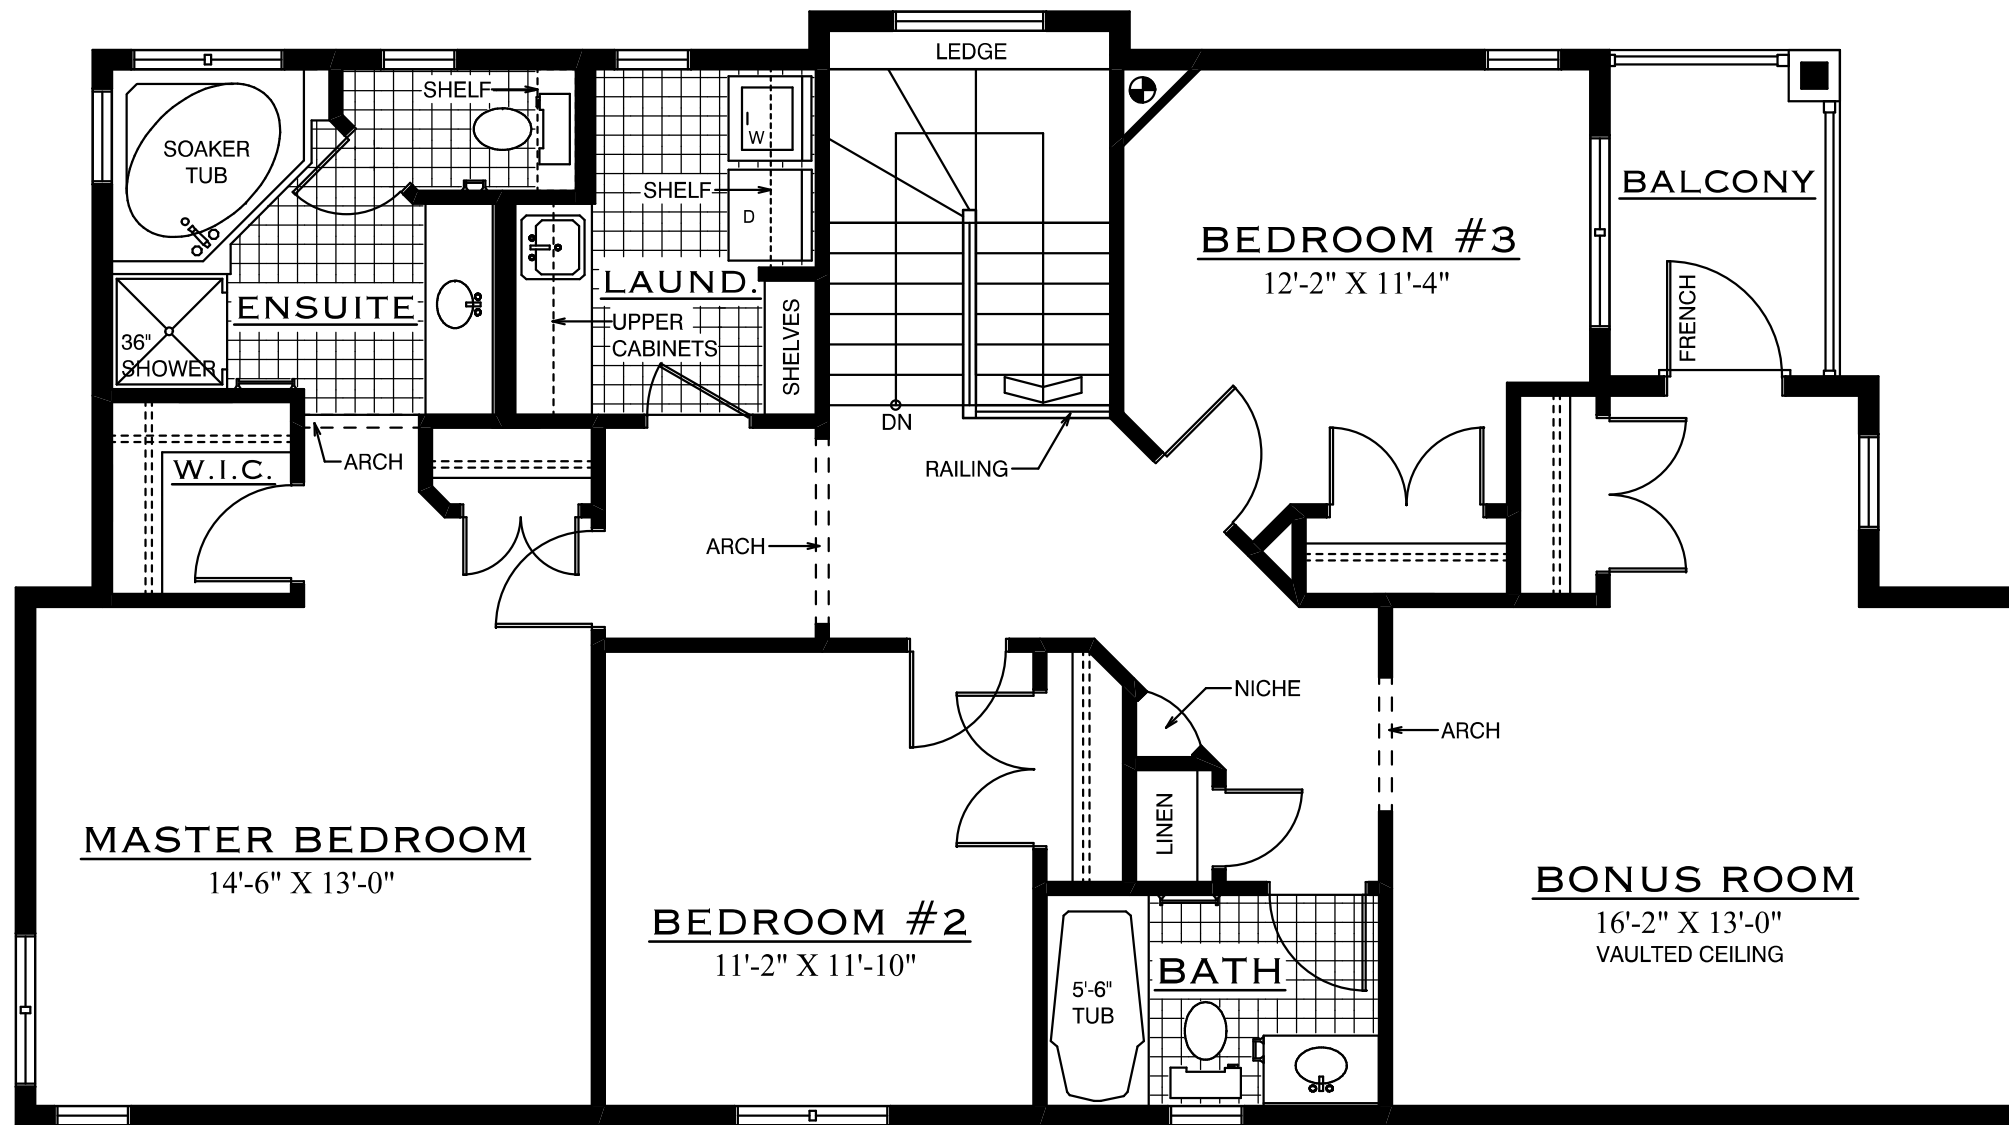 LEDGE
SHELF
SOAKER
TUB
W
SHELF
D
BALCONY
BEDROOM #3
12'-2" X 11'-4"
LAUND.
ENSUITE
UPPER
CABINETS
SHELVES
FRENCH
36"
SHOWER
DN
W.I.C.
ARCH
RAILING
ARCH
NICHE
ARCH
LINEN
MASTER BEDROOM
14'-6" X 13'-0"
BEDROOM #2
11'-2" X 11'-10"
BONUS ROOM
16'-2" X 13'-0"
VAULTED CEILING
BATH
5'-6"
TUB